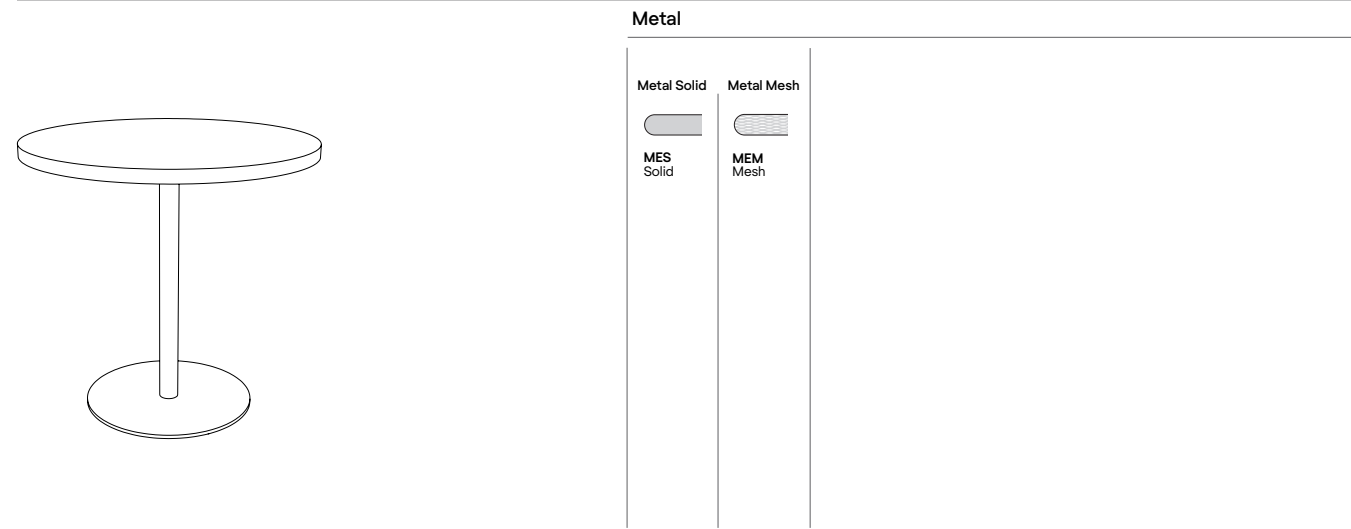 Metal
Metal Solid
MES
Solid
Metal Mesh
MEM
Mesh